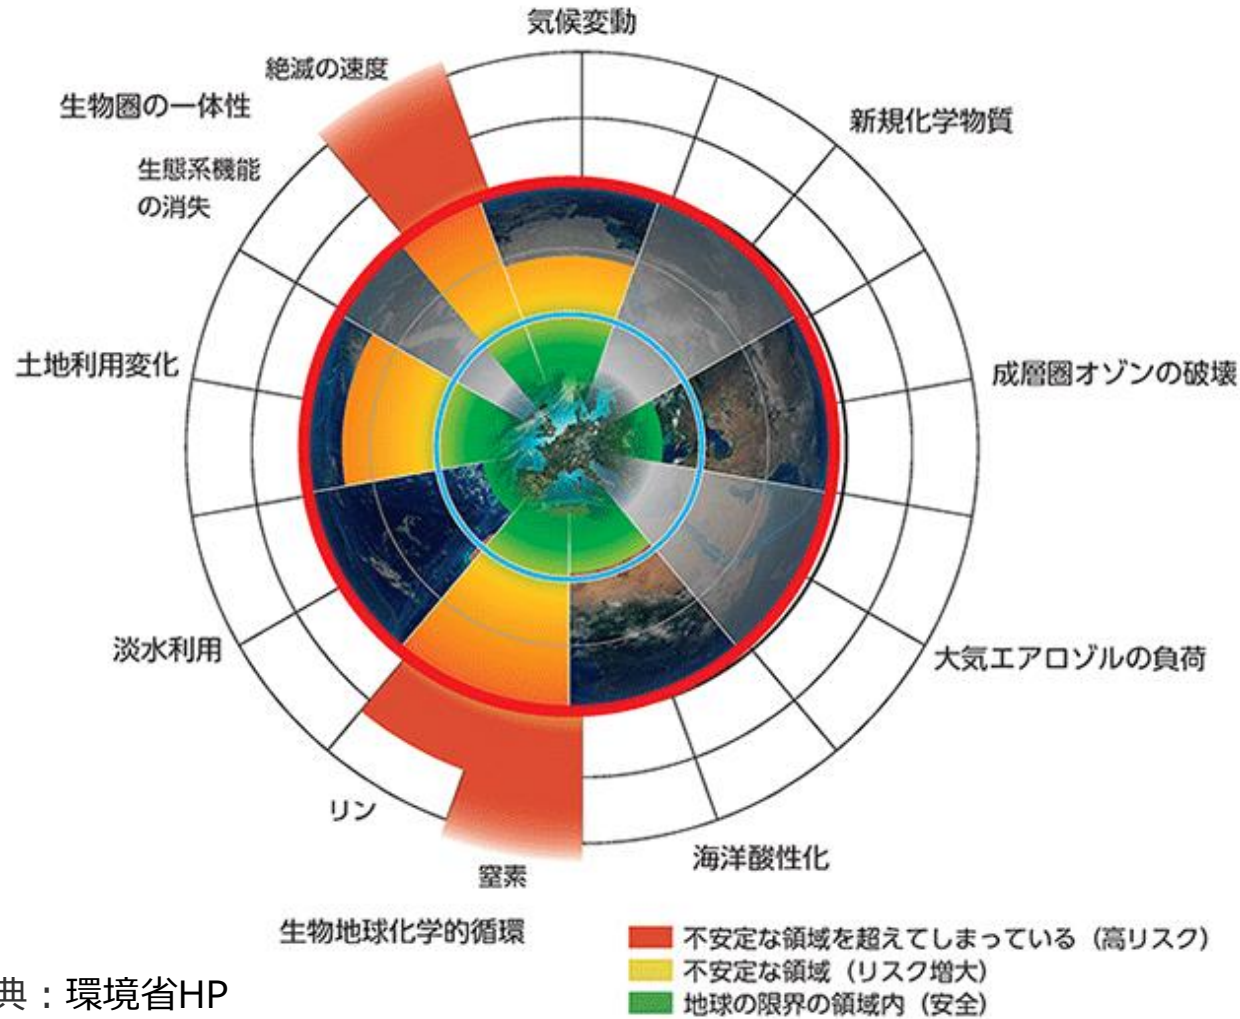 気候変動
絶滅の速度
生物圏の一体性
新規化学物質
生態系機能
の消失
土地利用変化
成層圏オゾンの破壊
淡水利用
大気エアロゾルの負荷
リン
海洋酸性化
窒素
生物地球化学的循環
不安定な領域を超えてしまっている（高リスク）
不安定な領域（リスク増大）
地球の限界の領域内（安全）
典：環境省HP